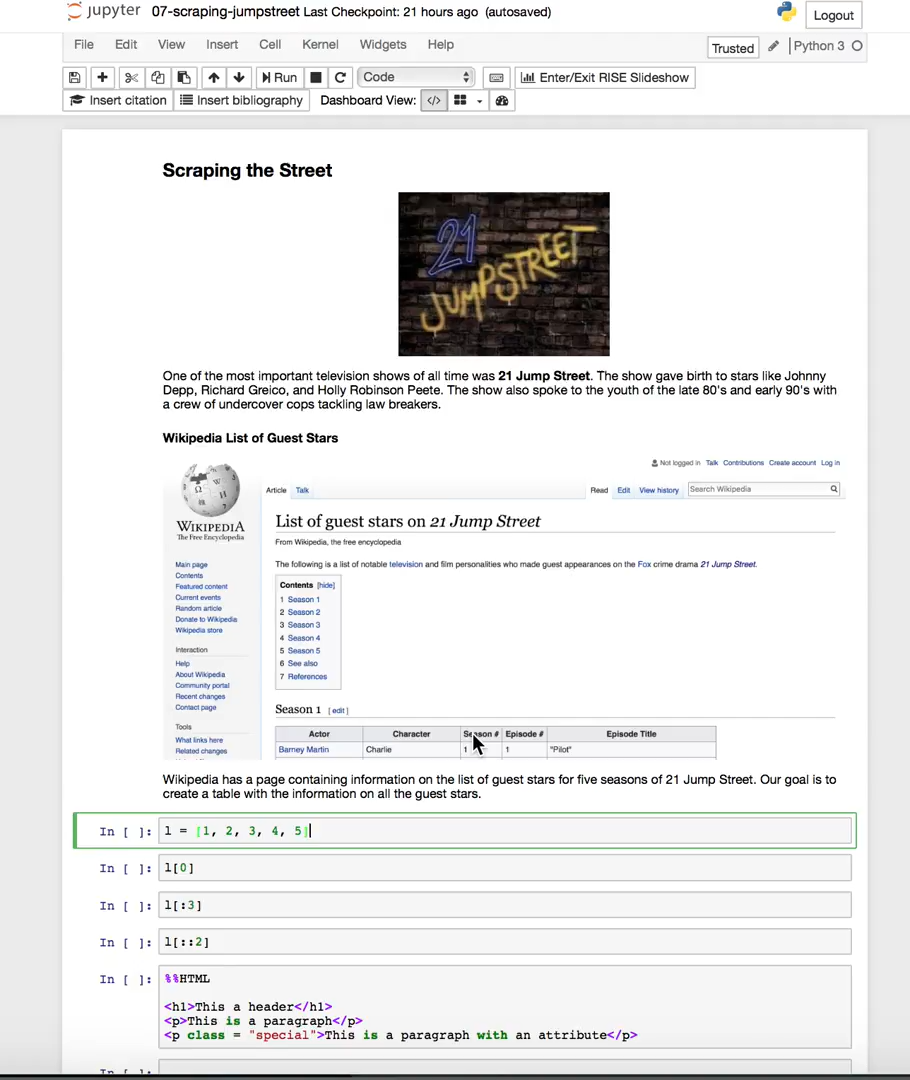 jupyter 07-scraping-jumpstreet Last Checkpoint: 21 hours ago (autosaved)
Logout
File Edit View Insert Cell Kernel Widgets Help
Trusted Python 3
Run Code Enter/Exit RISE Slideshow
Insert citation Insert bibliography Dashboard View: </>
Scraping the Street
21
JUMPSTREET
One of the most important television shows of all time was 21 Jump Street. The show gave birth to stars like Johnny
Depp, Richard Greico, and Holly Robinson Peete. The show also spoke to the youth of the late 80's and early 90's with
a crew of undercover cops tackling law breakers.
Wikipedia List of Guest Stars
Not logged in Talk Contributions Create account Log in
Article Talk Read Edit View history Search Wikipedia
WIKIPEDIA
The Free Encyclopedia
List of guest stars on 21 Jump Street
From Wikipedia, the free encyclopedia
The following is a list of notable television and film personalities who made guest appearances on the Fox crime drama 21 Jump Street.
Main page
Contents
Featured content
Current events
Random article
Donate to Wikipedia
Wikipedia store
Interaction
Help
About Wikipedia
Community portal
Recent changes
Contact page
Tools
What links here
Related changes
Contents [hide]
1 Season 1
2 Season 2
3 Season 3
4 Season 4
5 Season 5
6 See also
7 References
Season 1 [ edit ]
Actor Character Season # Episode # Episode Title
Barney Martin Charlie 1 1 "Pilot"
Wikipedia has a page containing information on the list of guest stars for five seasons of 21 Jump Street. Our goal is to
create a table with the information on all the guest stars.
In [ ]: l = [1, 2, 3, 4, 5]
In [ ]: l[0]
In [ ]: l[:3]
In [ ]: l[::2]
In [ ]: %%HTML
<h1>This a header</h1>
<p>This is a paragraph</p>
<p class = "special">This is a paragraph with an attribute</p>
In [ ]: